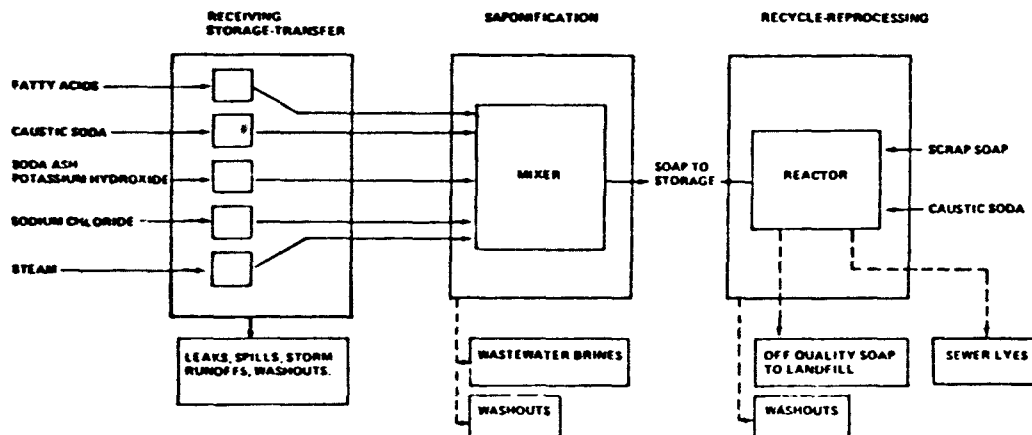 RECEIVING
STORAGE-TRANSFER
SAPONIFICATION
RECYCLE-REPROCESSING
FATTY ACIDS
CAUSTIC SODA
SODA ASH
POTASSIUM HYDROXIDE
SODIUM CHLORIDE
STEAM
MIXER
SOAP TO
STORAGE
REACTOR
SCRAP SOAP
CAUSTIC SODA
LEAKS, SPILLS, STORM
RUNOFFS, WASHOUTS.
WASTEWATER BRINES
WASHOUTS
OFF QUALITY SOAP
TO LANDFILL
SEWER LYES
WASHOUTS